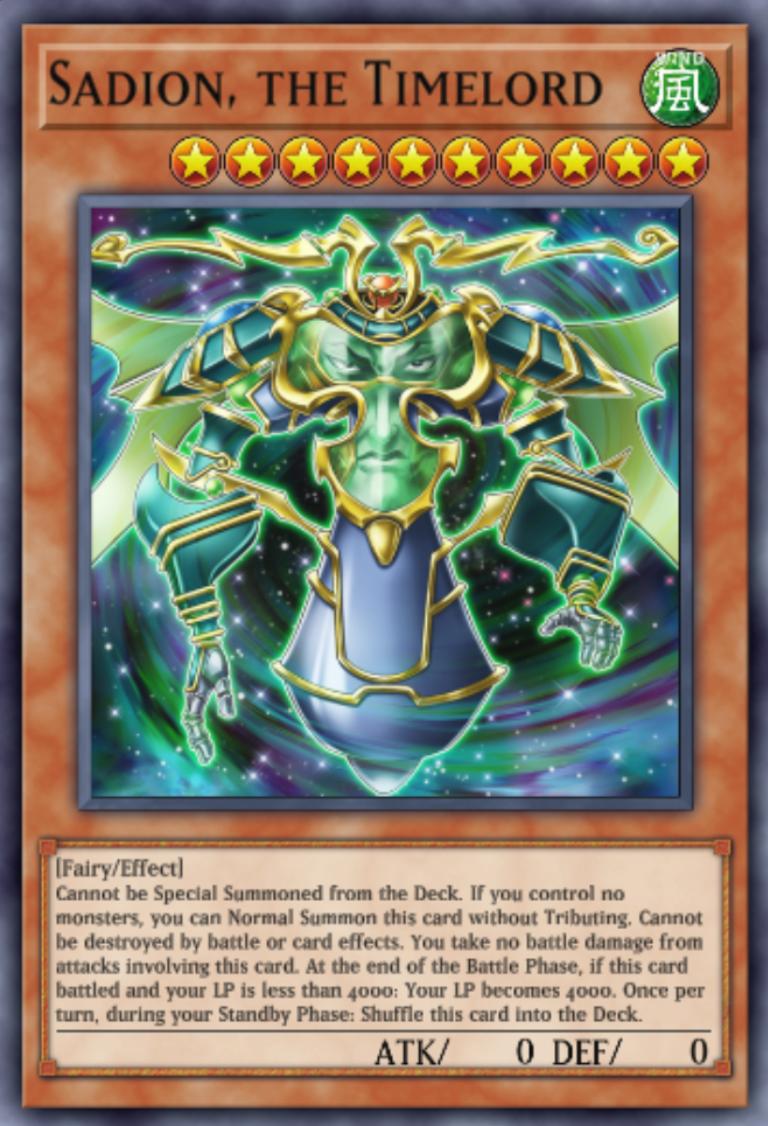 SADION, THE TIMELORD
WIND
風
[Fairy/Effect]
Cannot be Special Summoned from the Deck. If you control no
monsters, you can Normal Summon this card without Tributing. Cannot
be destroyed by battle or card effects. You take no battle damage from
attacks involving this card. At the end of the Battle Phase, if this card
battled and your LP is less than 4000: Your LP becomes 4000. Once per
turn, during your Standby Phase: Shuffle this card into the Deck.
ATK/ 0 DEF/ 0